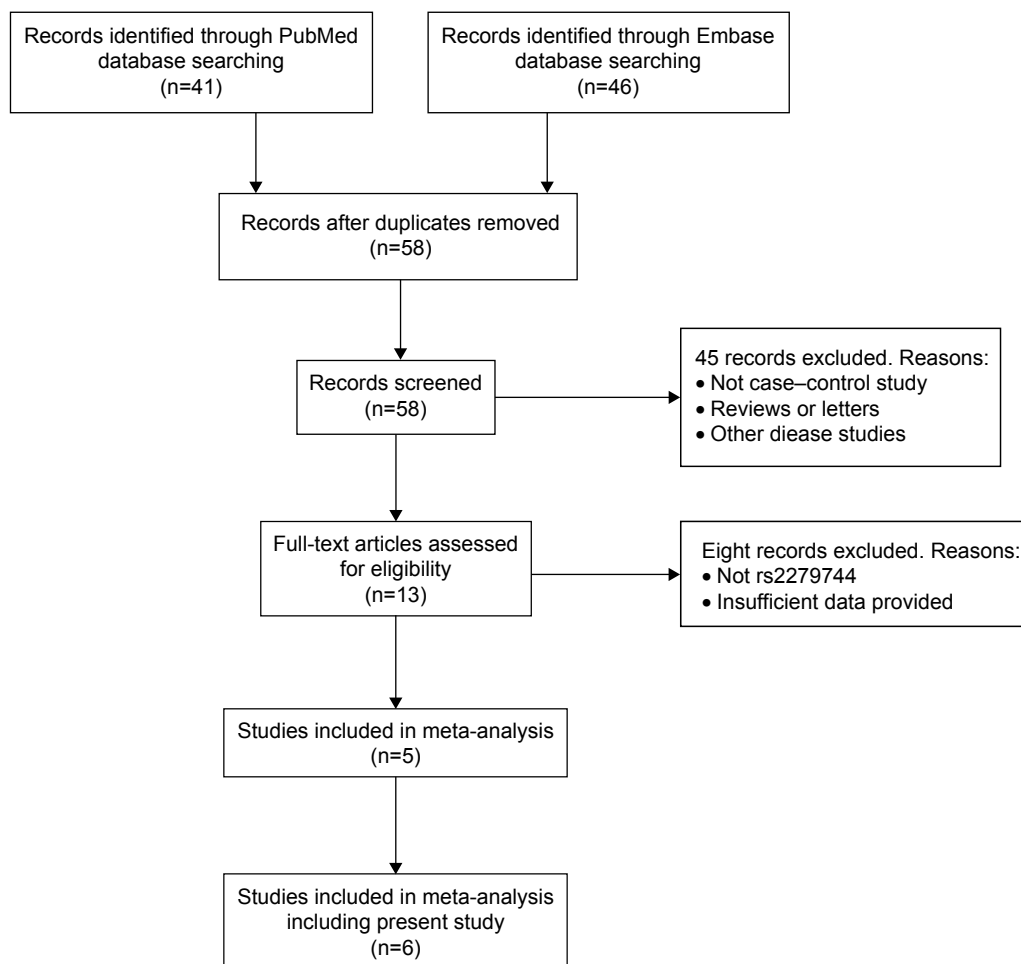 Records identified through PubMed
database searching
(n=41)
Records identified through Embase
database searching
(n=46)
Records after duplicates removed
(n=58)
Records screened
(n=58)
45 records excluded. Reasons:
• Not case–control study
• Reviews or letters
• Other diease studies
Full-text articles assessed
for eligibility
(n=13)
Eight records excluded. Reasons:
• Not rs2279744
• Insufficient data provided
Studies included in meta-analysis
(n=5)
Studies included in meta-analysis
including present study
(n=6)